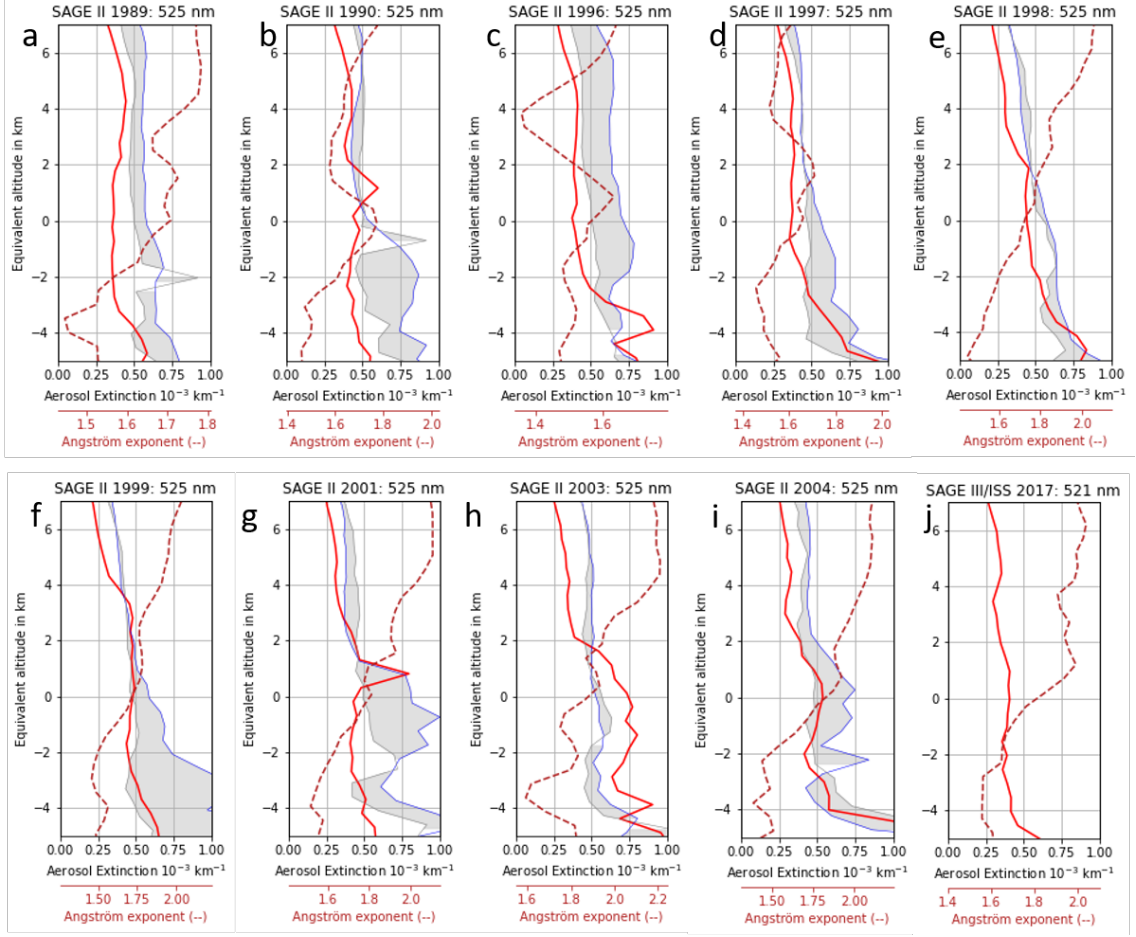 SAGE II 1989: 525 nm
SAGE II 1990: 525 nm
SAGE II 1996: 525 nm
SAGE II 1997: 525 nm
SAGE II 1998: 525 nm
a
b
c
d
e
Equivalent altitude in km
Equivalent altitude in km
Equivalent altitude in km
Equivalent altitude in km
Equivalent altitude in km
6 4 2 0 −2 −4
6 4 2 0 −2 −4
6 4 2 0 −2 −4
6 4 2 0 −2 −4
6 4 2 0 −2 −4
0.00 0.25 0.50 0.75 1.00
0.00 0.25 0.50 0.75 1.00
0.00 0.25 0.50 0.75 1.00
0.00 0.25 0.50 0.75 1.00
0.00 0.25 0.50 0.75 1.00
Aerosol Extinction 10⁻³ km⁻¹
Aerosol Extinction 10⁻³ km⁻¹
Aerosol Extinction 10⁻³ km⁻¹
Aerosol Extinction 10⁻³ km⁻¹
Aerosol Extinction 10⁻³ km⁻¹
1.5 1.6 1.7 1.8
1.4 1.6 1.8 2.0
1.4 1.6
1.4 1.6 1.8 2.0
1.6 1.8 2.0
Angström exponent (--)
Angström exponent (--)
Angström exponent (--)
Angström exponent (--)
Angström exponent (--)
SAGE II 1999: 525 nm
SAGE II 2001: 525 nm
SAGE II 2003: 525 nm
SAGE II 2004: 525 nm
SAGE III/ISS 2017: 521 nm
f
g
h
i
j
Equivalent altitude in km
Equivalent altitude in km
Equivalent altitude in km
Equivalent altitude in km
Equivalent altitude in km
6 4 2 0 −2 −4
6 4 2 0 −2 −4
6 4 2 0 −2 −4
6 4 2 0 −2 −4
6 4 2 0 −2 −4
0.00 0.25 0.50 0.75 1.00
0.00 0.25 0.50 0.75 1.00
0.00 0.25 0.50 0.75 1.00
0.00 0.25 0.50 0.75 1.00
0.00 0.25 0.50 0.75 1.00
Aerosol Extinction 10⁻³ km⁻¹
Aerosol Extinction 10⁻³ km⁻¹
Aerosol Extinction 10⁻³ km⁻¹
Aerosol Extinction 10⁻³ km⁻¹
Aerosol Extinction 10⁻³ km⁻¹
1.50 1.75 2.00
1.6 1.8 2.0
1.6 1.8 2.0 2.2
1.50 1.75 2.00
1.4 1.6 1.8 2.0
Angström exponent (--)
Angström exponent (--)
Angström exponent (--)
Angström exponent (--)
Angström exponent (--)